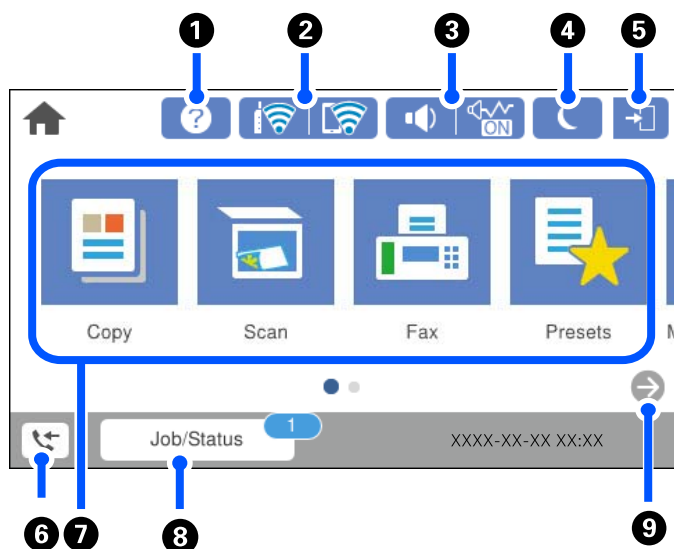 1 2 3 4 5
?
ON
Copy Scan Fax Presets
Job/Status 1 XXXX-XX-XX XX:XX
6 7 8 9